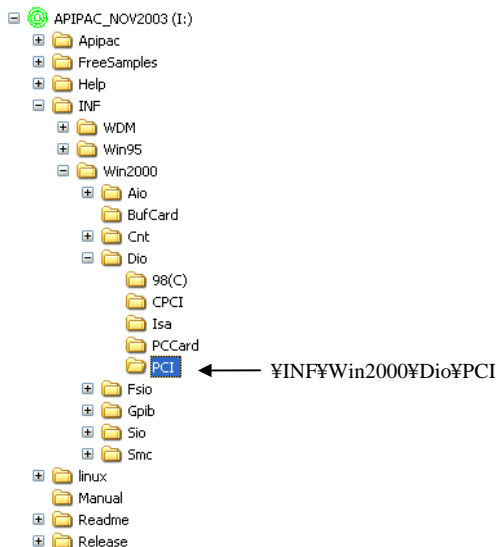 APIPAC_NOV2003 (I:)
Apipac
FreeSamples
Help
INF
WDM
Win95
Win2000
Aio
BufCard
Cnt
Dio
98(C)
CPCI
Isa
PCCard
PCI ¥INF¥Win2000¥Dio¥PCI
Fsio
Gpib
Sio
Smc
linux
Manual
Readme
Release